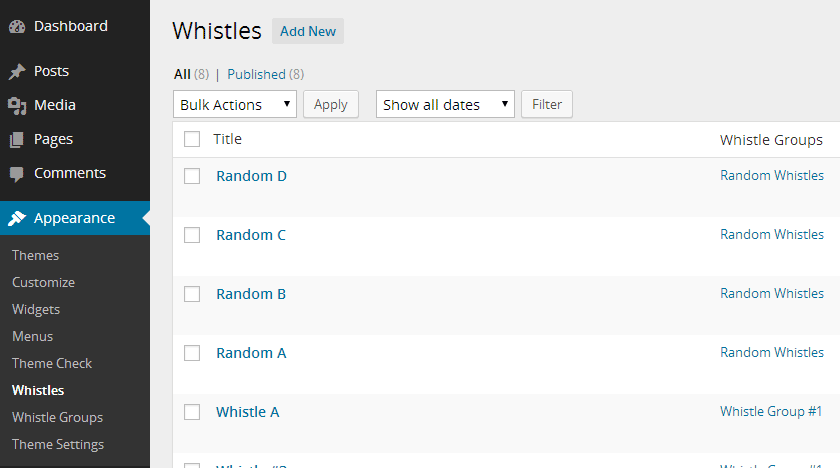 Dashboard
Posts
Media
Pages
Comments
Appearance
Themes
Customize
Widgets
Menus
Theme Check
Whistles
Whistle Groups
Theme Settings
Whistles Add New
All (8) | Published (8)
Bulk Actions Apply Show all dates Filter
Title Whistle Groups
Random D Random Whistles
Random C Random Whistles
Random B Random Whistles
Random A Random Whistles
Whistle A Whistle Group #1